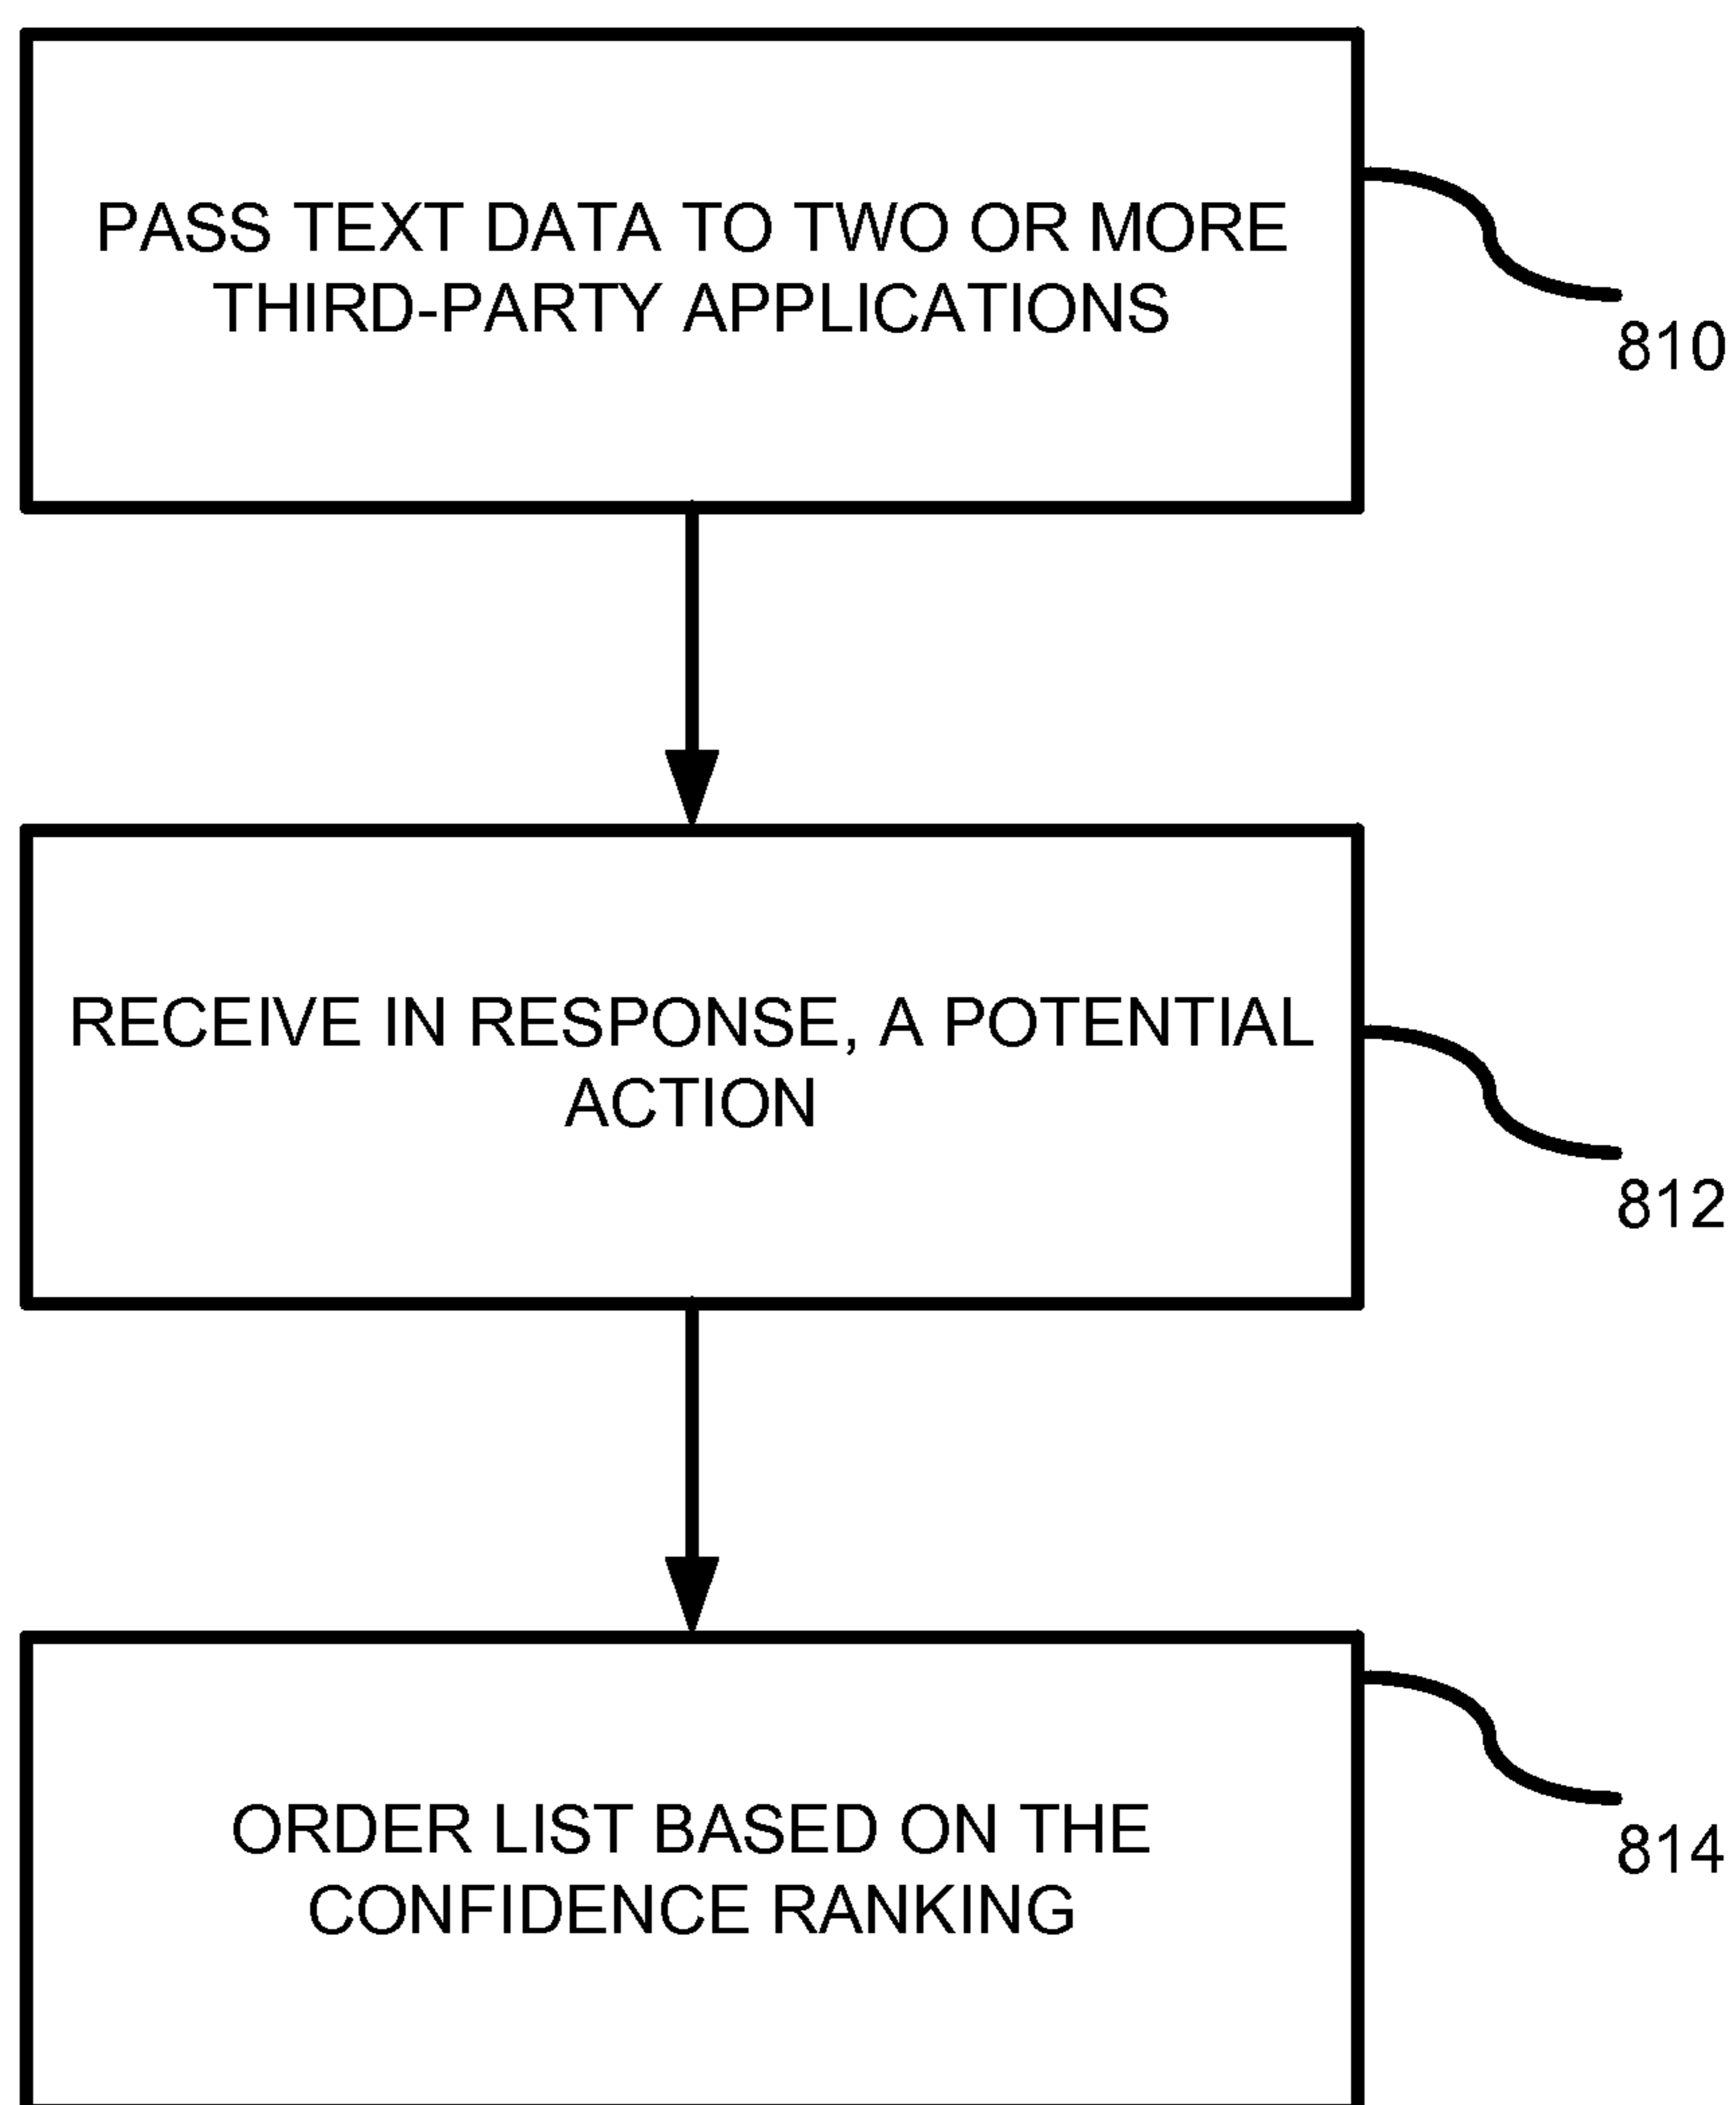 PASS TEXT DATA TO TWO OR MORE
THIRD-PARTY APPLICATIONS
810
RECEIVE IN RESPONSE, A POTENTIAL
ACTION
812
ORDER LIST BASED ON THE
CONFIDENCE RANKING
814